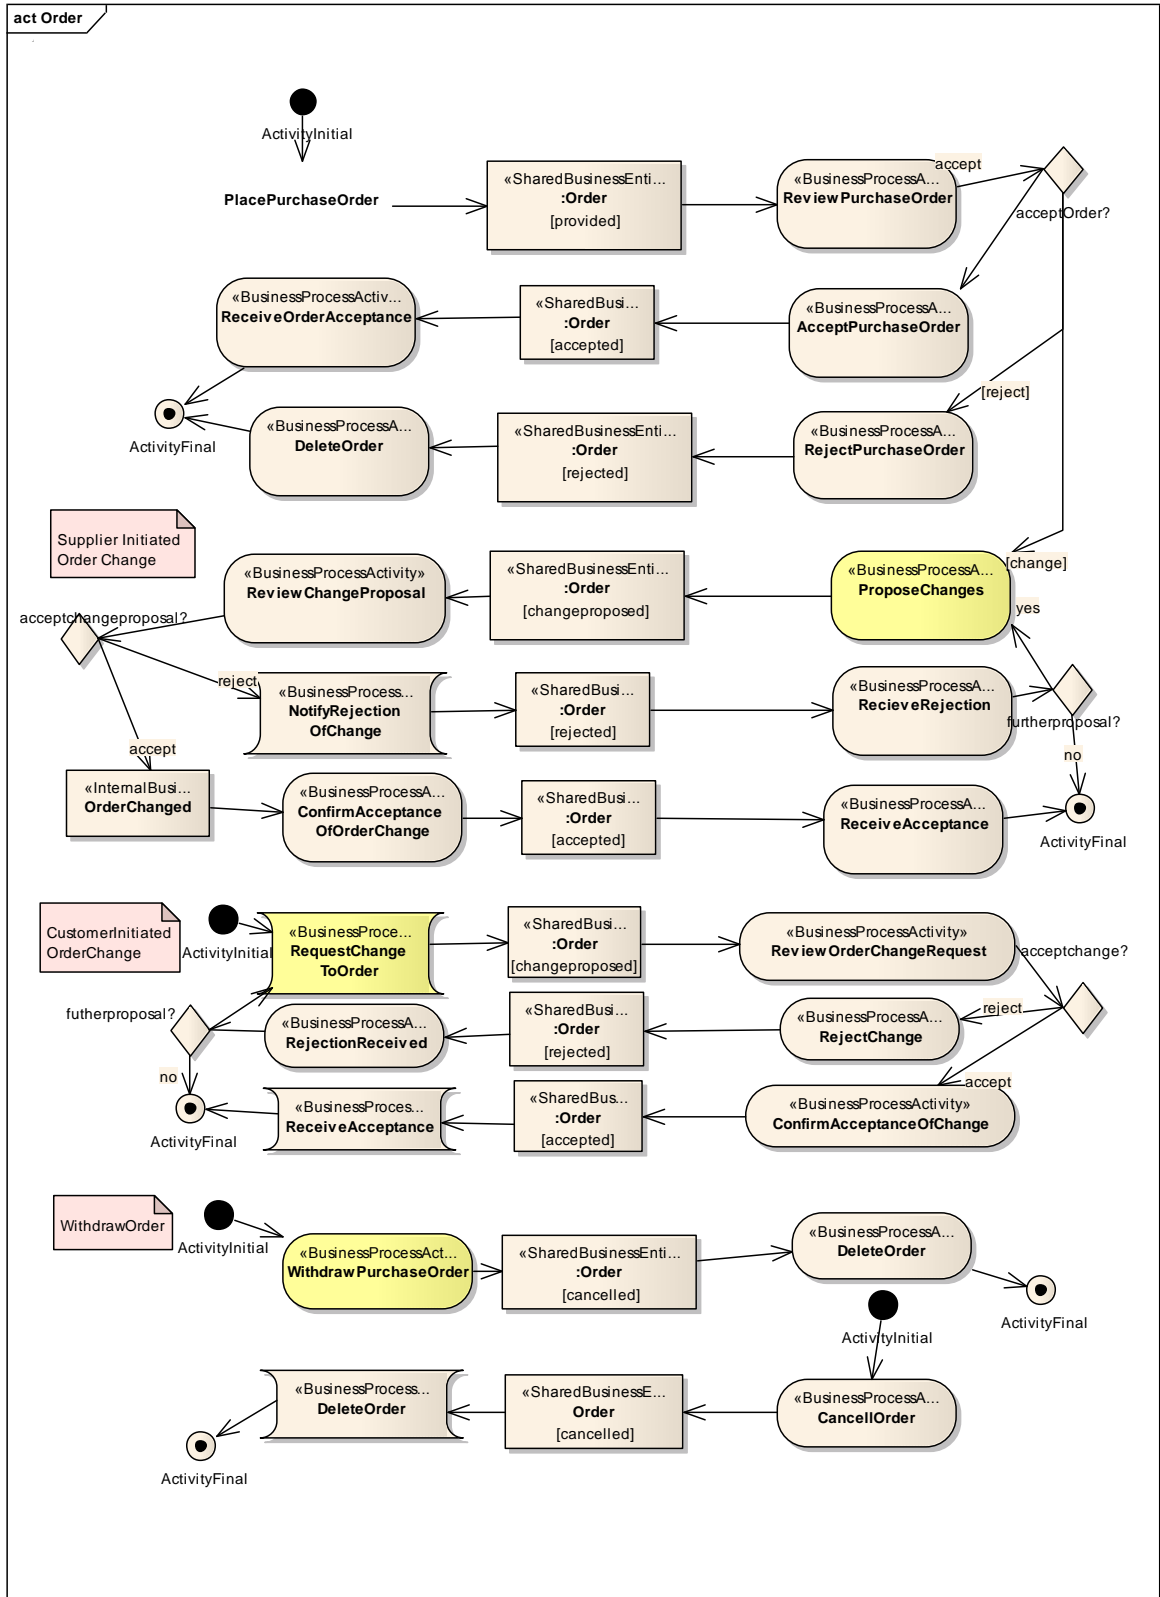 act Order
ActivityInitial
PlacePurchaseOrder
«SharedBusinessEnti...
:Order
[provided]
«BusinessProcessA...
ReviewPurchaseOrder
accept
acceptOrder?
«BusinessProcessActiv...
ReceiveOrderAcceptance
«SharedBusi...
:Order
[accepted]
«BusinessProcessA...
AcceptPurchaseOrder
[reject]
ActivityFinal
«BusinessProcessA...
DeleteOrder
«SharedBusinessEnti...
:Order
[rejected]
«BusinessProcessA...
RejectPurchaseOrder
Supplier Initiated
Order Change
«BusinessProcessActivity»
ReviewChangeProposal
«SharedBusinessEnti...
:Order
[changeproposed]
«BusinessProcessA...
ProposeChanges
[change]
yes
acceptchangeproposal?
reject
«BusinessProcess...
NotifyRejection
OfChange
«SharedBusi...
:Order
[rejected]
«BusinessProcessA...
RecieveRejection
furtherproposal?
accept
no
«InternalBusi...
OrderChanged
«BusinessProcessA...
ConfirmAcceptance
OfOrderChange
«SharedBusi...
:Order
[accepted]
«BusinessProcessA...
ReceiveAcceptance
ActivityFinal
CustomerInitiated
OrderChange
ActivityInitial
«BusinessProce...
RequestChange
ToOrder
«SharedBusi...
:Order
[changeproposed]
«BusinessProcessActivity»
ReviewOrderChangeRequest
acceptchange?
futherproposal?
«BusinessProcessA...
RejectionReceived
«SharedBusi...
:Order
[rejected]
«BusinessProcessA...
RejectChange
reject
no
accept
ActivityFinal
«BusinessProces...
ReceiveAcceptance
«SharedBus...
:Order
[accepted]
«BusinessProcessActivity»
ConfirmAcceptanceOfChange
WithdrawOrder
ActivityInitial
«BusinessProcessAct...
WithdrawPurchaseOrder
«SharedBusinessEnti...
:Order
[cancelled]
«BusinessProcessA...
DeleteOrder
ActivityFinal
ActivityInitial
«BusinessProcess...
DeleteOrder
«SharedBusinessE...
Order
[cancelled]
«BusinessProcessA...
CancellOrder
ActivityFinal